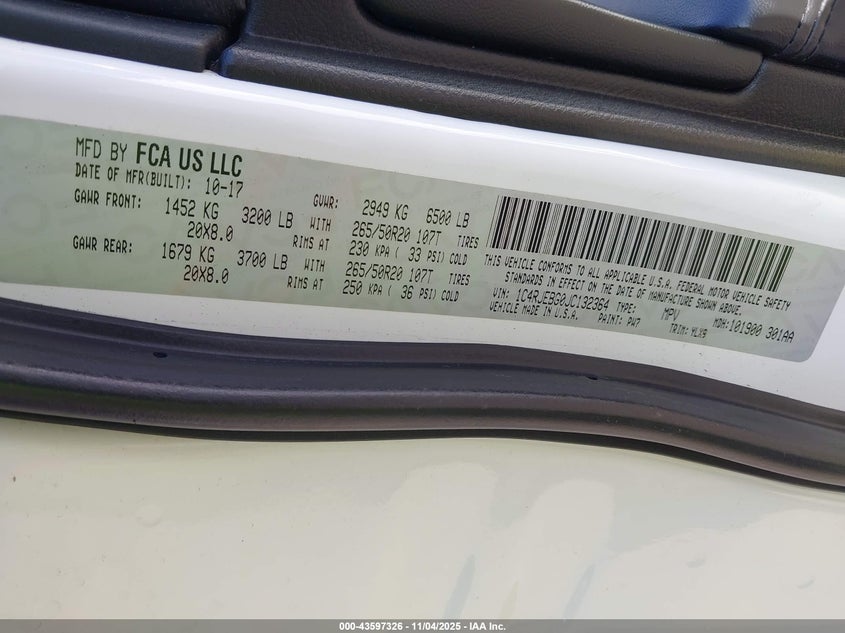 MFD BY FCA US LLC
DATE OF MFR(BUILT): 10-17
GVWR: 2949 KG 6500 LB
GAWR FRONT: 1452 KG 3200 LB WITH 265/50R20 107T TIRES
20X8.0 RIMS AT 230 KPA ( 33 PSI) COLD
GAWR REAR: 1679 KG 3700 LB WITH 265/50R20 107T TIRES
20X8.0 RIMS AT 250 KPA ( 36 PSI) COLD
THIS VEHICLE CONFORMS TO ALL APPLICABLE U.S.A. FEDERAL MOTOR VEHICLE SAFETY
STANDARDS IN EFFECT ON THE DATE OF MANUFACTURE SHOWN ABOVE.
VIN: 1C4RJEBG0JC132364 TYPE: MPV MDH: 101900 301AA
VEHICLE MADE IN U.S.A. PAINT: PW7 TRIM: YLX9
000-43597326 - 11/04/2025 - IAA Inc.